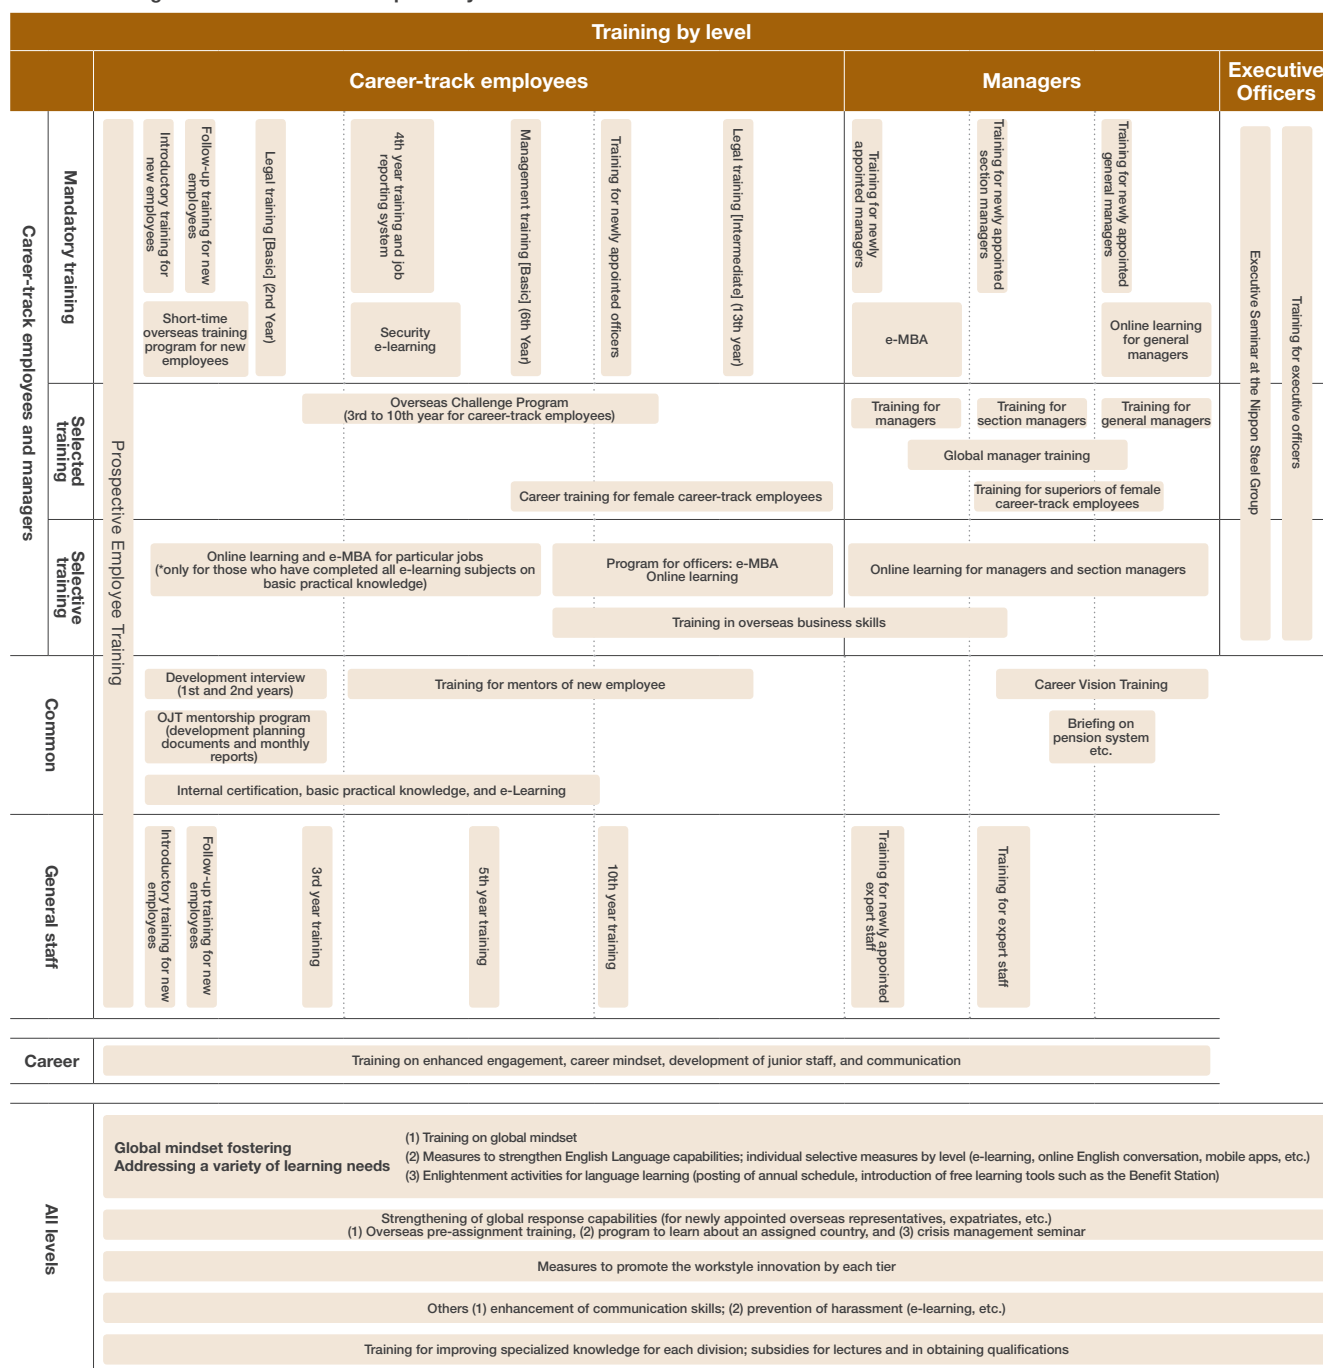 Training by level
Career-track employees
Managers
Executive
Officers
Career-track employees and managers
Mandatory training
Prospective Employee Training
Introductory training for
new employees
Follow-up training for new
employees
Short-time
overseas training
program for new
employees
Legal training [Basic] (2nd Year)
4th year training and job
reporting system
Security
e-learning
Management training [Basic] (6th Year)
Training for newly appointed officers
Legal training [Intermediate] (13th year)
Training for newly
appointed managers
e-MBA
Training for newly appointed
section managers
Training for newly appointed
general managers
Online learning
for general
managers
Executive Seminar at the Nippon Steel Group
Training for executive officers
Selected
training
Overseas Challenge Program
(3rd to 10th year for career-track employees)
Training for
managers
Training for
section managers
Training for
general managers
Global manager training
Career training for female career-track employees
Training for superiors of female
career-track employees
Selective
training
Online learning and e-MBA for particular jobs
(*only for those who have completed all e-learning subjects on
basic practical knowledge)
Program for officers: e-MBA
Online learning
Online learning for managers and section managers
Training in overseas business skills
Common
Development interview
(1st and 2nd years)
Training for mentors of new employee
Career Vision Training
OJT mentorship program
(development planning
documents and monthly
reports)
Briefing on
pension system
etc.
Internal certification, basic practical knowledge, and e-Learning
General staff
Introductory training for new
employees
Follow-up training for new
employees
3rd year training
5th year training
10th year training
Training for newly appointed
expert staff
Training for expert staff
Career
Training on enhanced engagement, career mindset, development of junior staff, and communication
All levels
Global mindset fostering
Addressing a variety of learning needs
(1) Training on global mindset
(2) Measures to strengthen English Language capabilities; individual selective measures by level (e-learning, online English conversation, mobile apps, etc.)
(3) Enlightenment activities for language learning (posting of annual schedule, introduction of free learning tools such as the Benefit Station)
Strengthening of global response capabilities (for newly appointed overseas representatives, expatriates, etc.)
(1) Overseas pre-assignment training, (2) program to learn about an assigned country, and (3) crisis management seminar
Measures to promote the workstyle innovation by each tier
Others (1) enhancement of communication skills; (2) prevention of harassment (e-learning, etc.)
Training for improving specialized knowledge for each division; subsidies for lectures and in obtaining qualifications